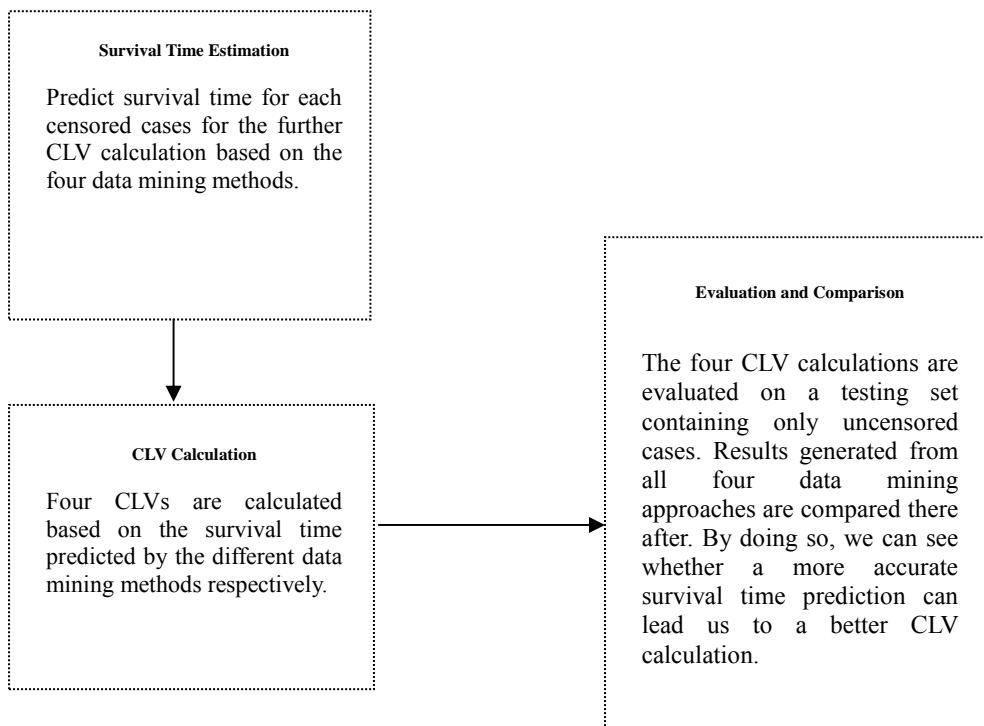 Survival Time Estimation
Predict survival time for each
censored cases for the further
CLV calculation based on the
four data mining methods.
CLV Calculation
Four CLVs are calculated
based on the survival time
predicted by the different data
mining methods respectively.
Evaluation and Comparison
The four CLV calculations are
evaluated on a testing set
containing only uncensored
cases. Results generated from
all four data mining
approaches are compared there
after. By doing so, we can see
whether a more accurate
survival time prediction can
lead us to a better CLV
calculation.